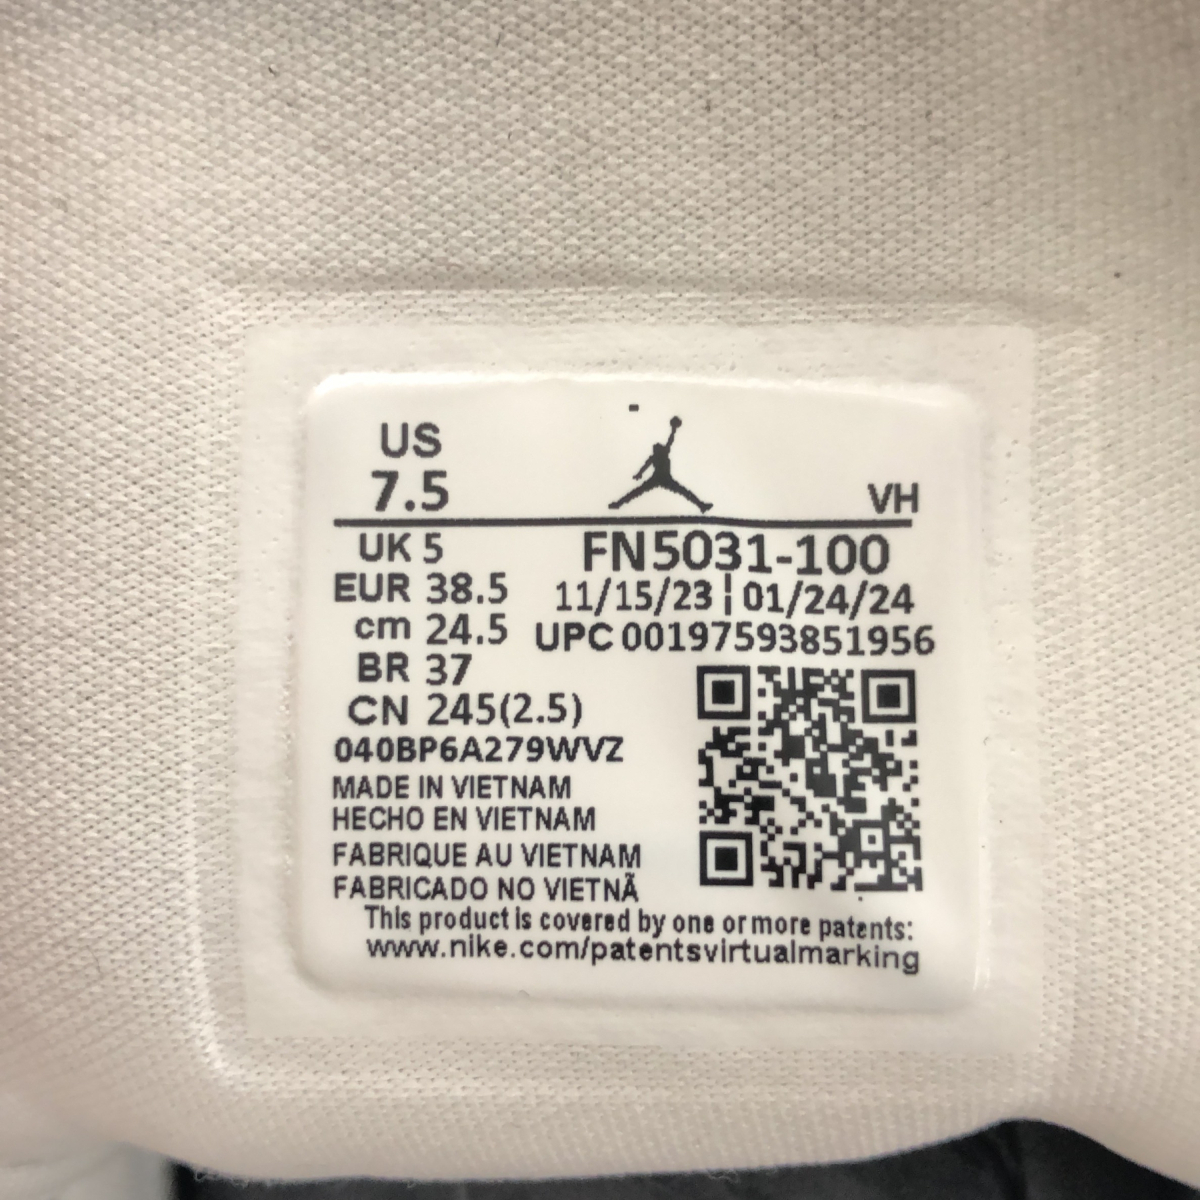 US
7.5
VH
UK 5
FN5031-100
EUR 38.5
11/15/23 ¦ 01/24/24
cm 24.5
UPC 00197593851956
BR 37
CN 245(2.5)
040BP6A279WVZ
MADE IN VIETNAM
HECHO EN VIETNAM
FABRIQUE AU VIETNAM
FABRICADO NO VIETNÃ
This product is covered by one or more patents:
www.nike.com/patentsvirtualmarking